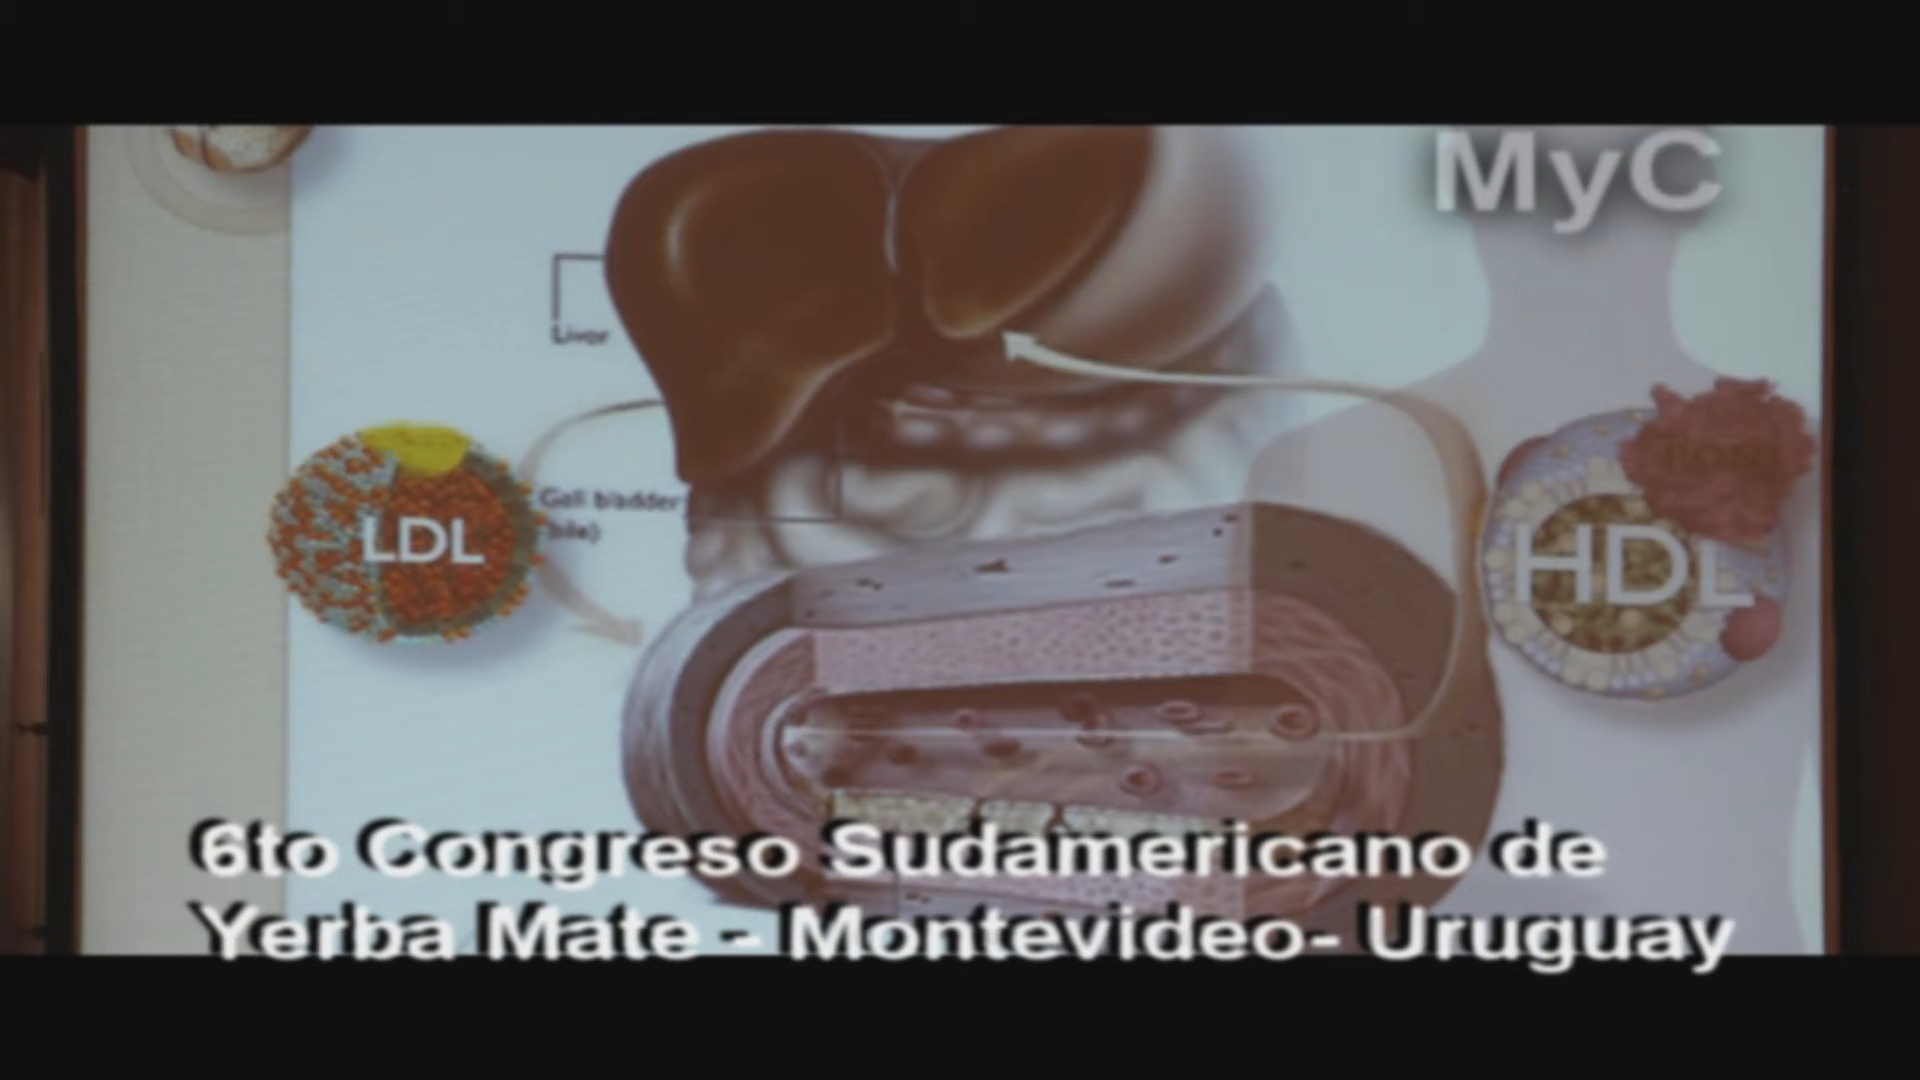 MyC
Liver
LDL
Gall bladder
(bile)
HDL
6to Congreso Sudamericano de
Yerba Mate - Montevideo- Uruguay